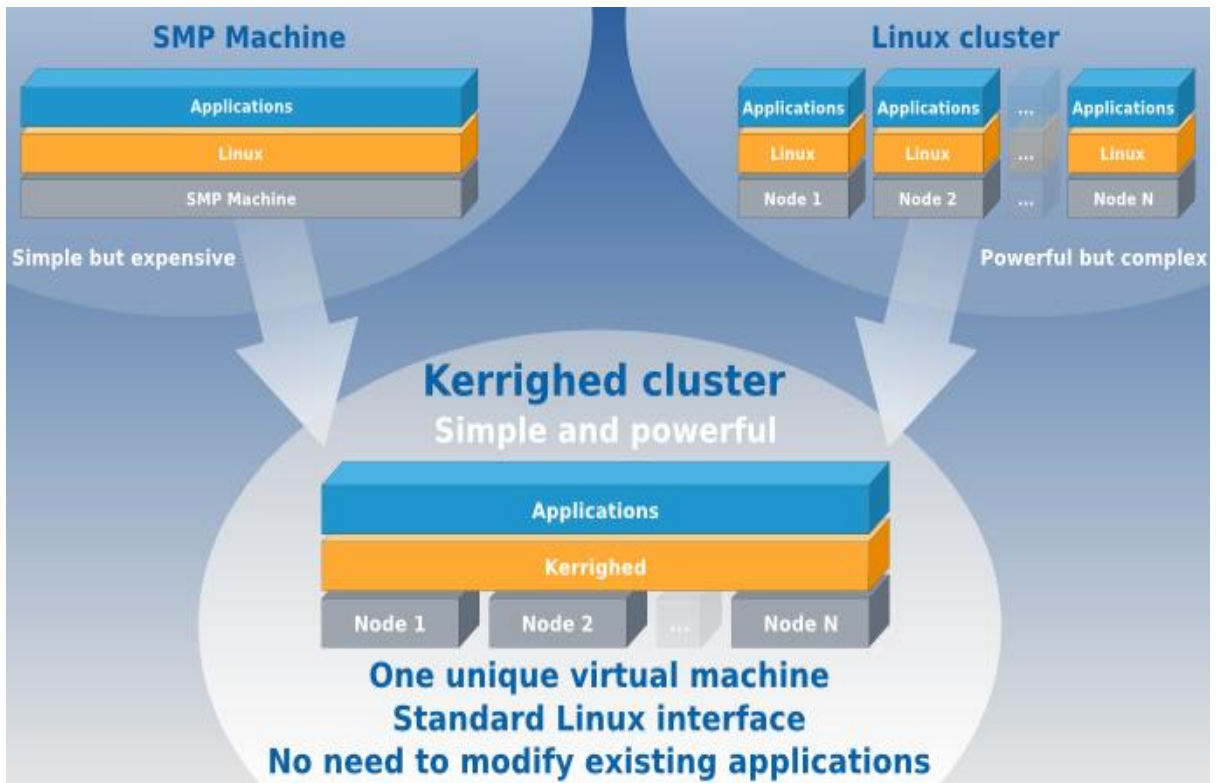 SMP Machine
Applications
Linux
SMP Machine
Simple but expensive
Linux cluster
Applications Applications ... Applications
Linux Linux ... Linux
Node 1 Node 2 ... Node N
Powerful but complex
Kerrighed cluster
Simple and powerful
Applications
Kerrighed
Node 1 Node 2 ... Node N
One unique virtual machine
Standard Linux interface
No need to modify existing applications